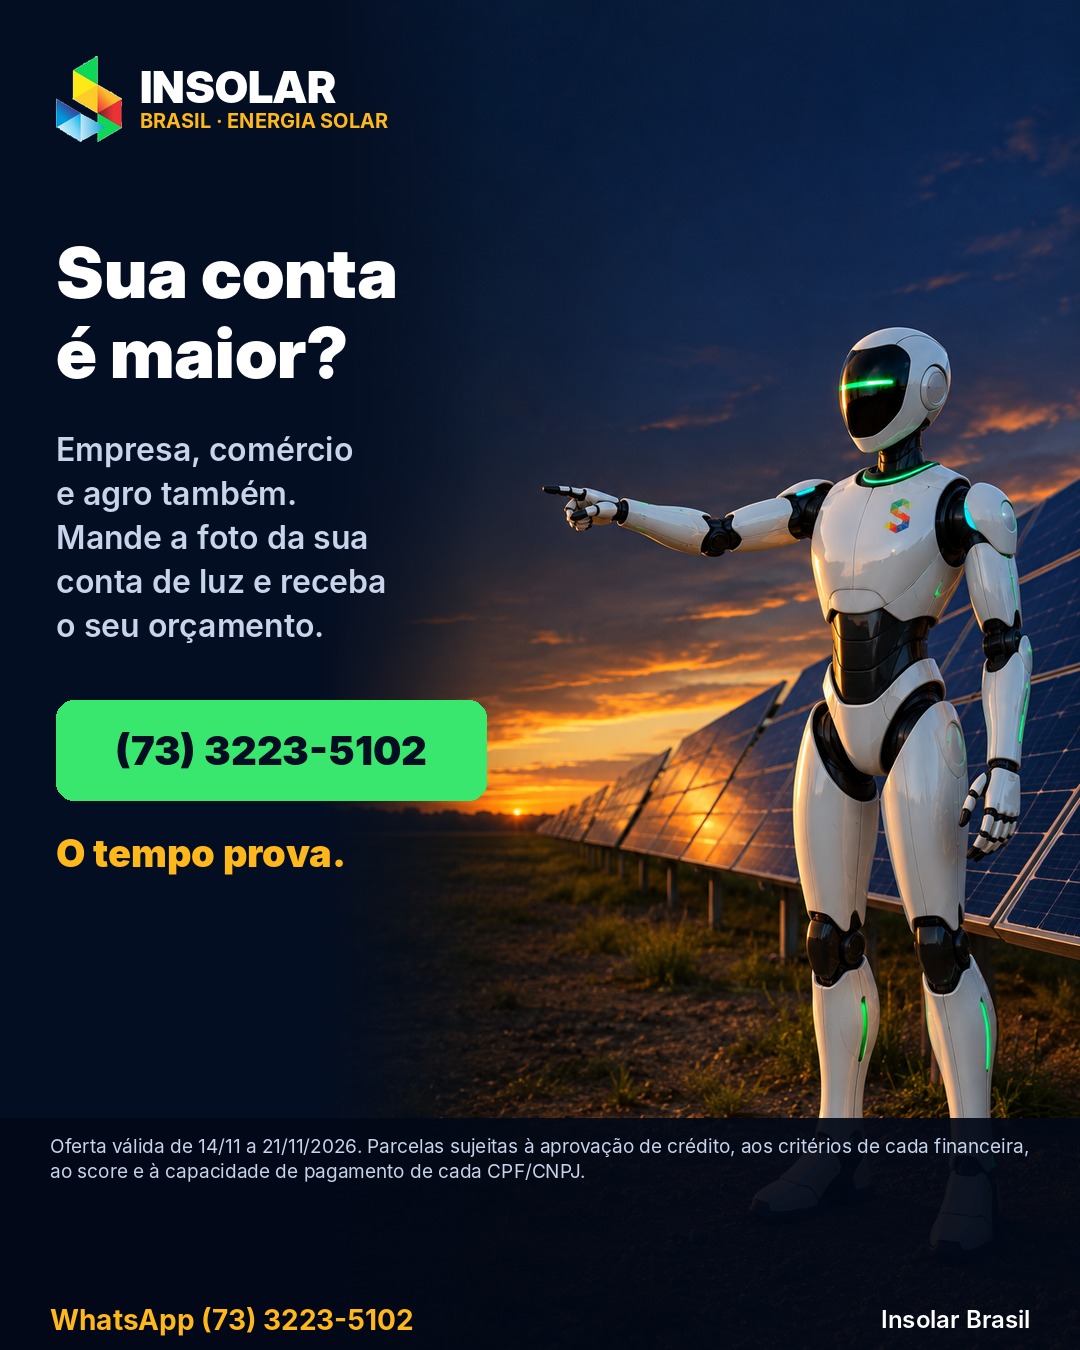 INSOLAR
BRASIL · ENERGIA SOLAR
Sua conta
é maior?
Empresa, comércio
e agro também.
Mande a foto da sua
conta de luz e receba
o seu orçamento.
(73) 3223-5102
O tempo prova.
Oferta válida de 14/11 a 21/11/2026. Parcelas sujeitas à aprovação de crédito, aos critérios de cada financeira,
ao score e à capacidade de pagamento de cada CPF/CNPJ.
WhatsApp (73) 3223-5102
Insolar Brasil